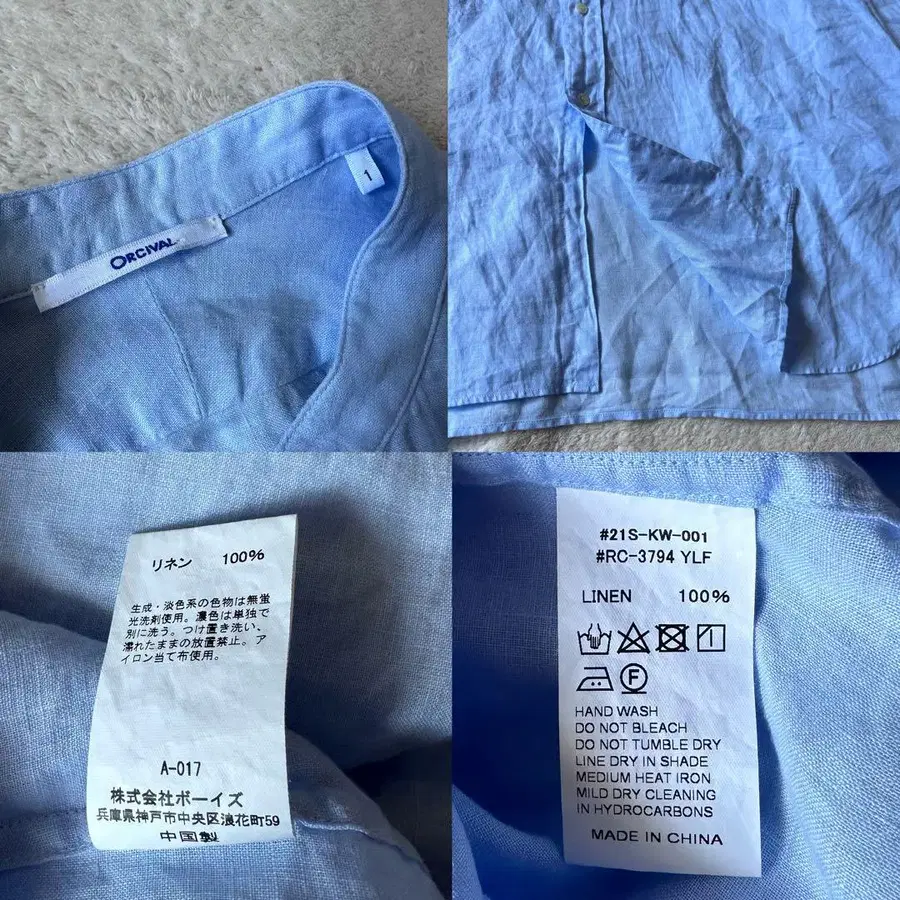 ORCIVAL
1
リネン 100%
生成・淡色系の色物は無蛍
光洗剤使用。濃色は単独で
別に洗う。つけ置き洗い、
濡れたままの放置禁止。ア
イロン当て布使用。
A-017
株式会社ボーイズ
兵庫県神戸市中央区浪花町59
中国製
#21S-KW-001
#RC-3794 YLF
LINEN 100%
F
HAND WASH
DO NOT BLEACH
DO NOT TUMBLE DRY
LINE DRY IN SHADE
MEDIUM HEAT IRON
MILD DRY CLEANING
IN HYDROCARBONS
MADE IN CHINA